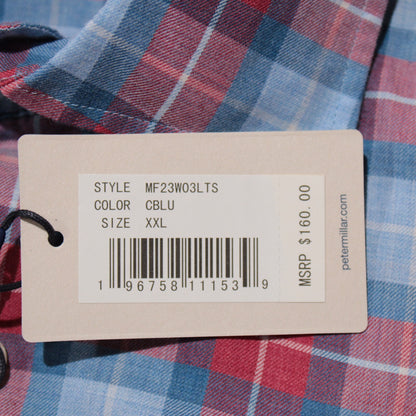 STYLE MF23W03LTS
COLOR CBLU
SIZE XXL
1 96758 11153 9
MSRP $160.00
petermillar.com